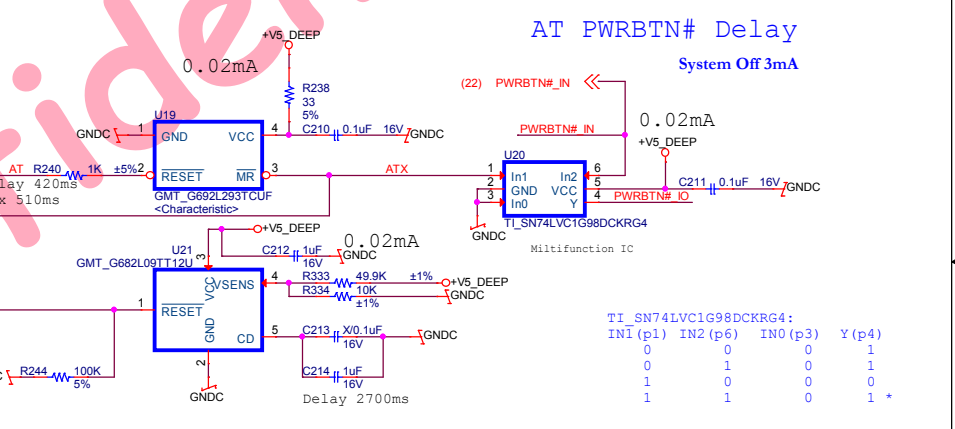 AT PWRBTN# Delay
System Off 3mA
+V5_DEEP
0.02mA
R238
33
5%
(22) PWRBTN#_IN
U19
C210 0.1uF 16V
GNDC
GNDC
1 GND VCC 4
PWRBTN#_IN
0.02mA
+V5_DEEP
AT R240 1K ±5% 2 RESET MR 3
ATX
U20
1 In1 In2 6
2 GND VCC 5
3 In0 Y 4
PWRBTN#_IO
C211 0.1uF 16V
GNDC
lay 420ms
x 510ms
GMT_G692L293TCUF
<Characteristic>
TI_SN74LVC1G98DCKRG4
GNDC
Miltifunction IC
+V5_DEEP
U21
GMT_G682L09TT12U
3
C212 1uF
16V
GNDC
0.02mA
VCC
VSENS 4
R333 49.9K ±1%
+V5_DEEP
R334 10K
±1%
GNDC
1 RESET
GND
CD 5
C213 X/0.1uF
16V
GNDC
2
GNDC
C214 1uF
16V
Delay 2700ms
C R244 100K
5%
TI_SN74LVC1G98DCKRG4:
IN1(p1) IN2(p6) IN0(p3) Y(p4)
0 0 0 1
0 1 0 1
1 0 0 0
1 1 0 1 *